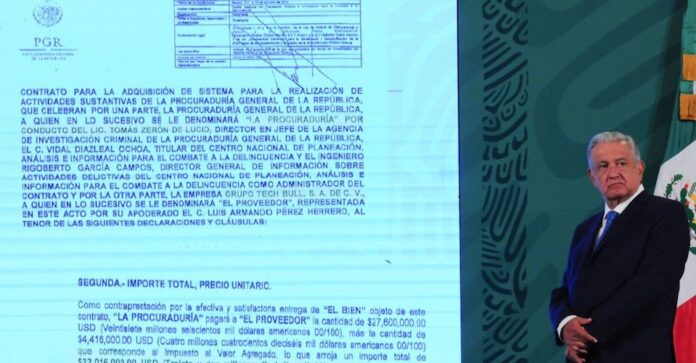 PGR
CONTRATO PARA LA ADQUISICIÓN DE SISTEMA PARA LA REALIZACIÓN DE
ACTIVIDADES SUSTANTIVAS DE LA PROCURADURÍA GENERAL DE LA REPÚBLICA,
QUE CELEBRAN POR UNA PARTE, LA PROCURADURÍA GENERAL DE LA REPÚBLICA,
A QUIEN EN LO SUCESIVO SE LE DENOMINARÁ "LA PROCURADURÍA" POR
CONDUCTO DEL LIC. TOMÁS ZERÓN DE LUCIO, DIRECTOR EN JEFE DE LA AGENCIA
DE INVESTIGACIÓN CRIMINAL DE LA PROCURADURÍA GENERAL DE LA REPÚBLICA,
EL C. VIDAL DIAZLEAL OCHOA, TITULAR DEL CENTRO NACIONAL DE PLANEACIÓN,
ANÁLISIS E INFORMACIÓN PARA EL COMBATE A LA DELINCUENCIA Y EL INGENIERO
RIGOBERTO GARCÍA CAMPOS, DIRECTOR GENERAL DE INFORMACIÓN SOBRE
ACTIVIDADES DELICTIVAS DEL CENTRO NACIONAL DE PLANEACIÓN, ANÁLISIS E
INFORMACIÓN PARA EL COMBATE A LA DELINCUENCIA COMO ADMINISTRADOR DEL
CONTRATO Y POR LA OTRA PARTE, LA EMPRESA GRUPO TECH BULL, S. A. DE C. V.,
A QUIEN EN LO SUCESIVO SE LE DENOMINARÁ "EL PROVEEDOR", REPRESENTADA
EN ESTE ACTO POR SU APODERADO EL C. LUIS ARMANDO PÉREZ HERRERO, AL
TENOR DE LAS SIGUIENTES DECLARACIONES Y CLÁUSULAS:
SEGUNDA.- IMPORTE TOTAL, PRECIO UNITARIO.
Como contraprestación por la efectiva y satisfactoria entrega de "EL BIEN" objeto de este
contrato, "LA PROCURADURÍA" pagará a "EL PROVEEDOR" la cantidad de $27,600,000.00
USD (Veintisiete millones seiscientos mil dólares americanos 00/100), más la cantidad de
$4,416,000.00 USD (Cuatro millones cuatrocientos dieciséis mil dólares americanos 00/100)
que corresponde al Impuesto al Valor Agregado, lo que arroja un importe total de